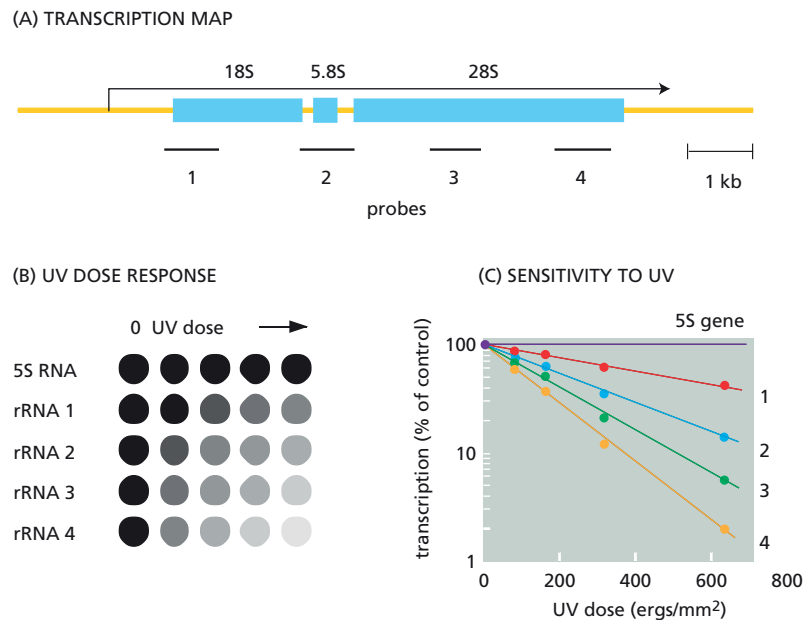 (A) TRANSCRIPTION MAP
18S 5.8S 28S
1 2 3 4 1 kb
probes
(B) UV DOSE RESPONSE
0 UV dose
5S RNA
rRNA 1
rRNA 2
rRNA 3
rRNA 4
(C) SENSITIVITY TO UV
5S gene
transcription (% of control)
100
10
1
1
2
3
4
0 200 400 600 800
UV dose (ergs/mm²)